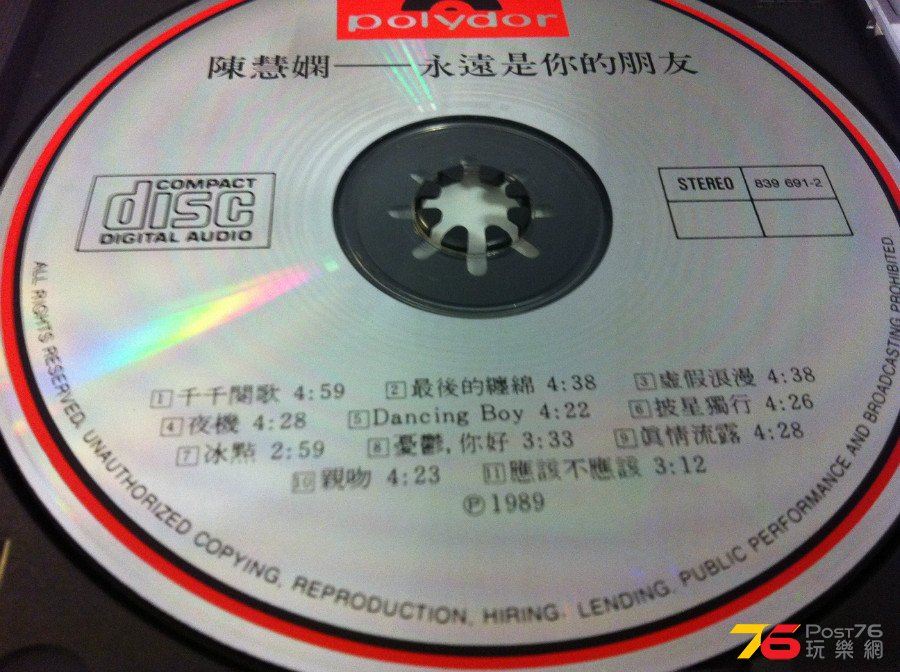 polydor
陳慧嫻——永遠是你的朋友
COMPACT
disc
DIGITAL AUDIO
STEREO 839 691-2
1 千千闋歌 4:59 2 最後的纏綿 4:38 3 虛假浪漫 4:38
4 夜機 4:28 5 Dancing Boy 4:22 6 披星獨行 4:26
7 冰點 2:59 8 憂鬱,你好 3:33 9 眞情流露 4:28
10 親吻 4:23 11 應該不應該 3:12
Ⓟ 1989
ALL RIGHTS RESERVED. UNAUTHORIZED COPYING, REPRODUCTION, HIRING. LENDING, PUBLIC PERFORMANCE AND BROADCASTING PROHIBITED
76 POST76
玩樂網